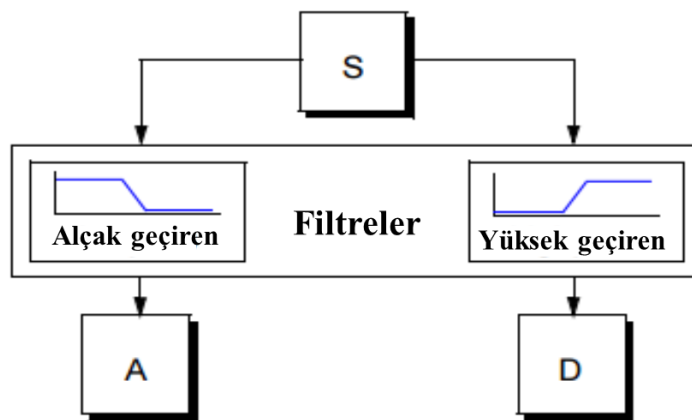 S
Alçak geçiren
Filtreler
Yüksek geçiren
A
D